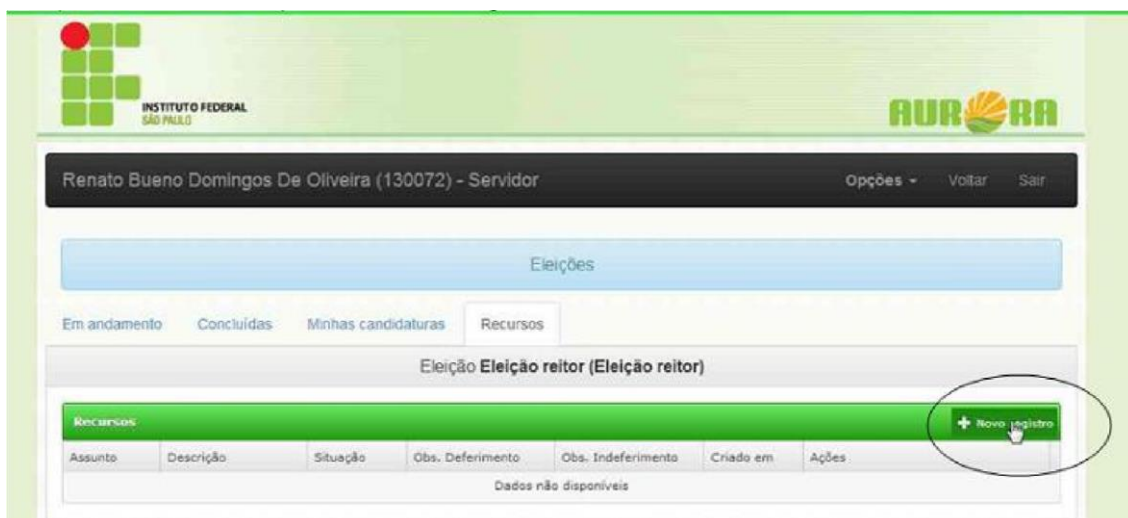 INSTITUTO FEDERAL
SÃO PAULO
AURORA
Renato Bueno Domingos De Oliveira (130072) - Servidor
Opções
Voltar
Sair
Eleições
Em andamento
Concluídas
Minhas candidaturas
Recursos
Eleição Eleição reitor (Eleição reitor)
Recursos
Novo registro
Assunto Descrição Situação Obs. Deferimento Obs. Indeferimento Criado em Ações
Dados não disponíveis